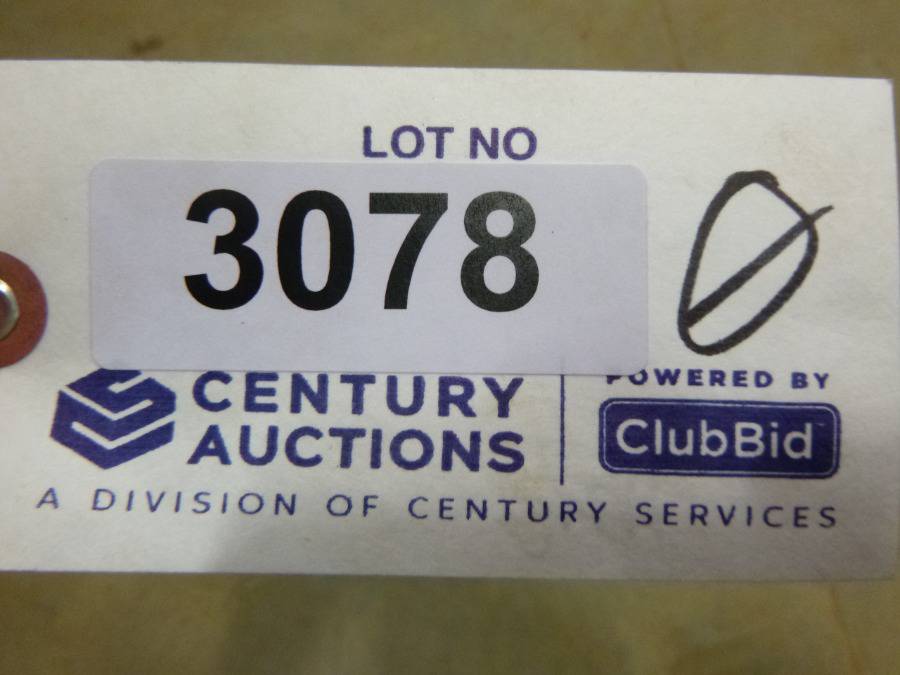 LOT NO
3078
Ø
CENTURY
AUCTIONS
POWERED BY
ClubBid
A DIVISION OF CENTURY SERVICES